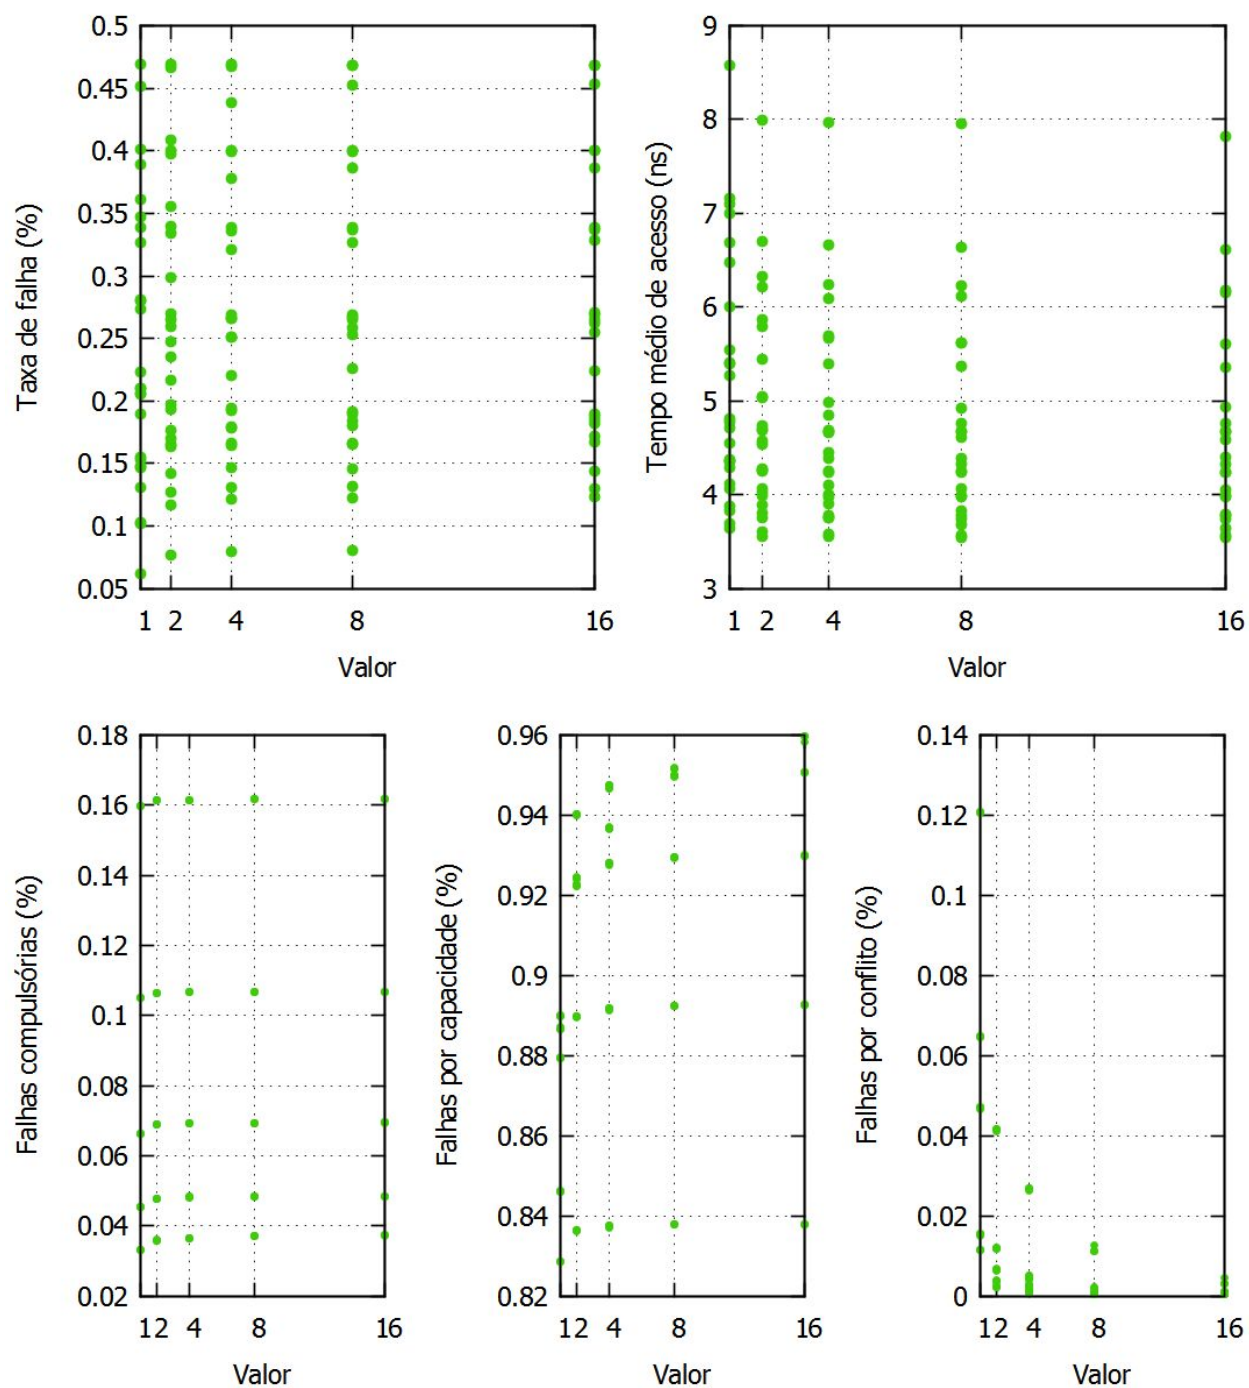 0.5
0.45
0.4
0.35
0.3
0.25
0.2
0.15
0.1
0.05
Taxa de falha (%)
1 2 4 8 16
Valor
9
8
7
6
5
4
3
Tempo médio de acesso (ns)
1 2 4 8 16
Valor
0.18
0.16
0.14
0.12
0.1
0.08
0.06
0.04
0.02
Falhas compulsórias (%)
12 4 8 16
Valor
0.96
0.94
0.92
0.9
0.88
0.86
0.84
0.82
Falhas por capacidade (%)
12 4 8 16
Valor
0.14
0.12
0.1
0.08
0.06
0.04
0.02
0
Falhas por conflito (%)
12 4 8 16
Valor